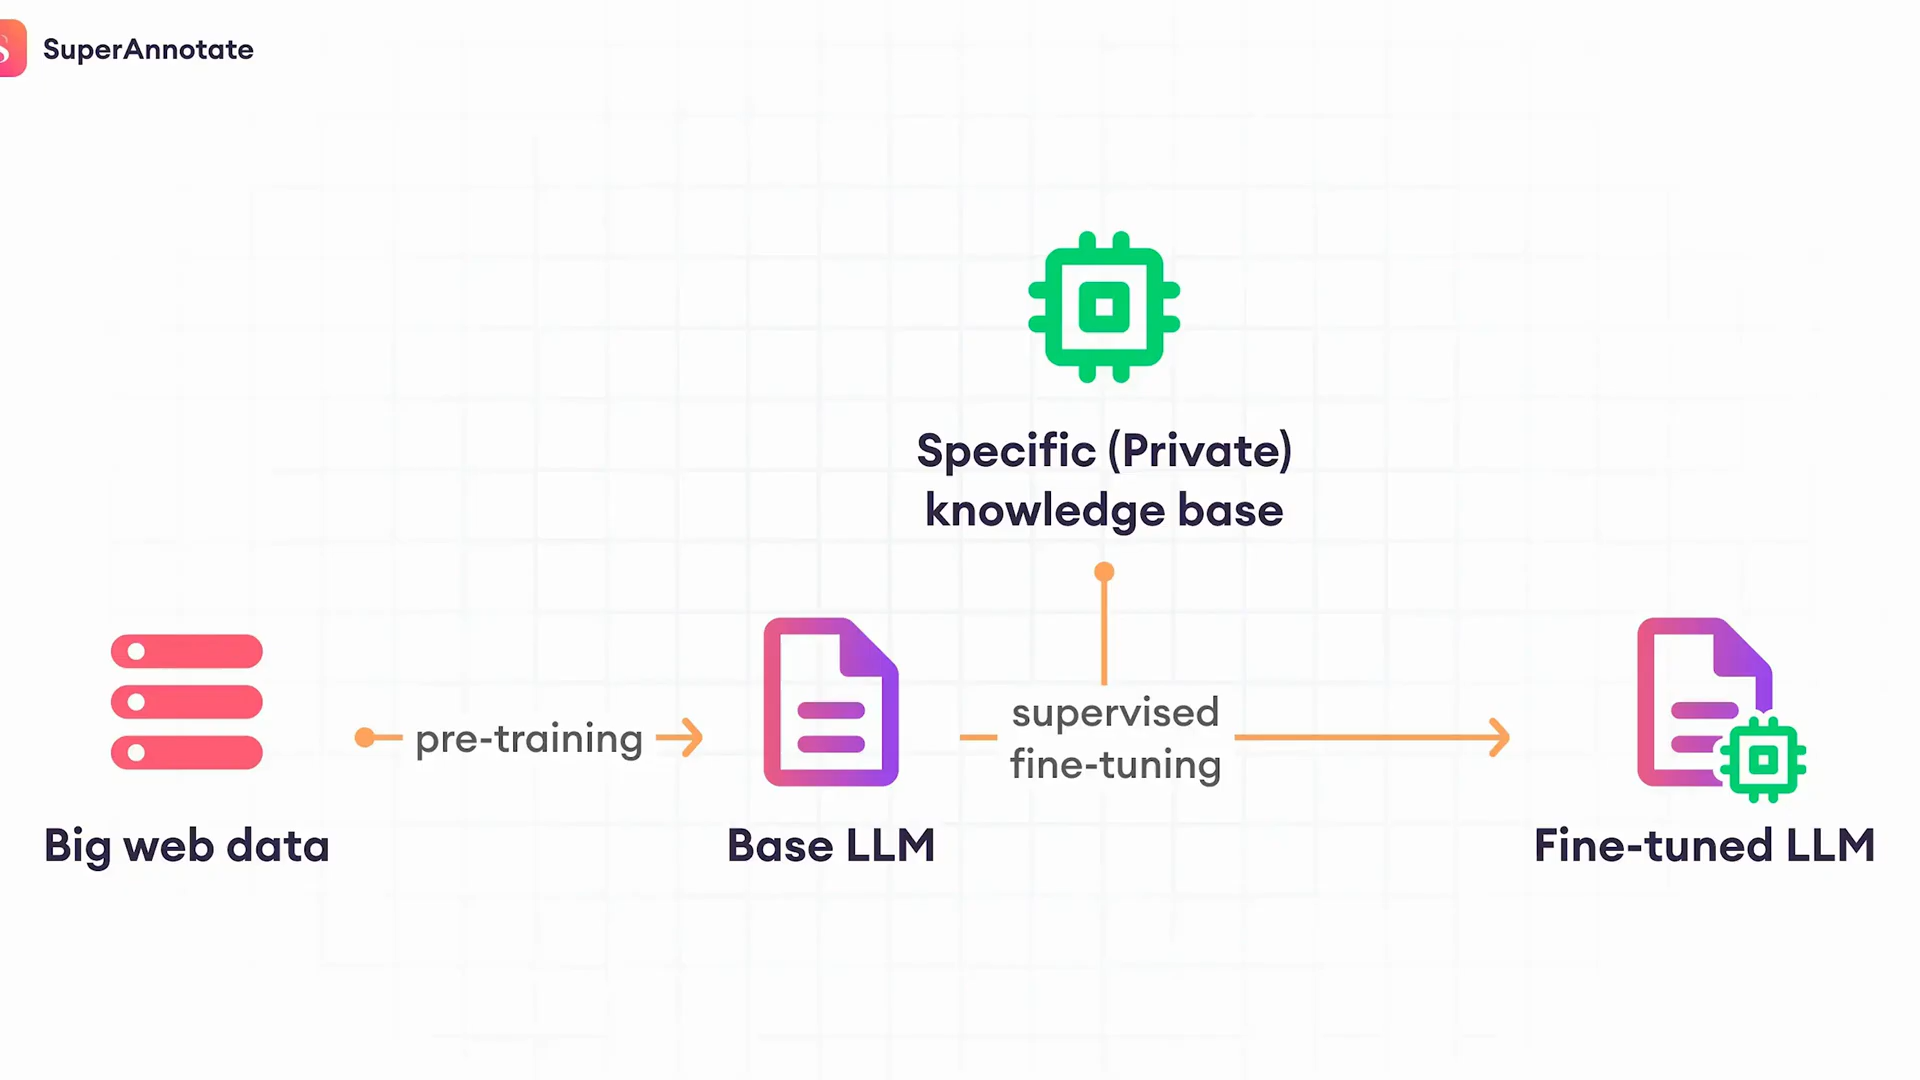 SuperAnnotate
Specific (Private)
knowledge base
pre-training
supervised
fine-tuning
Big web data
Base LLM
Fine-tuned LLM